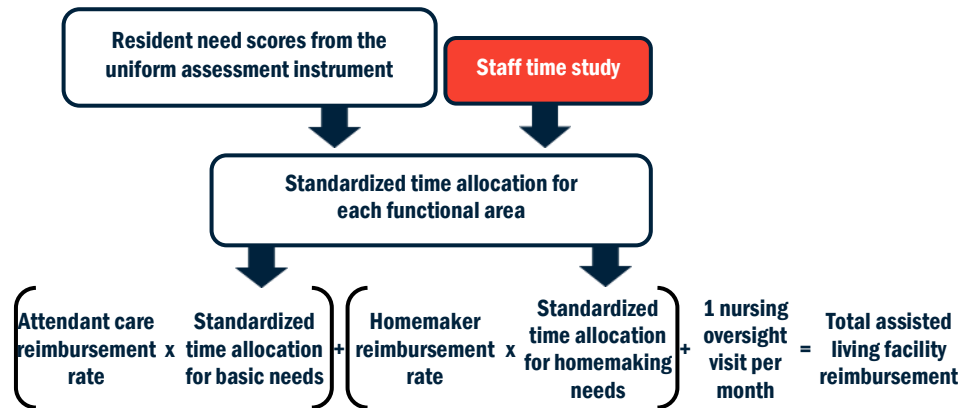 Resident need scores from the
uniform assessment instrument
Staff time study
Standardized time allocation for
each functional area
Attendant care
reimbursement
rate
x
Standardized
time allocation
for basic needs
+
Homemaker
reimbursement
rate
x
Standardized
time allocation
for homemaking
needs
+
1 nursing
oversight
visit per
month
=
Total assisted
living facility
reimbursement